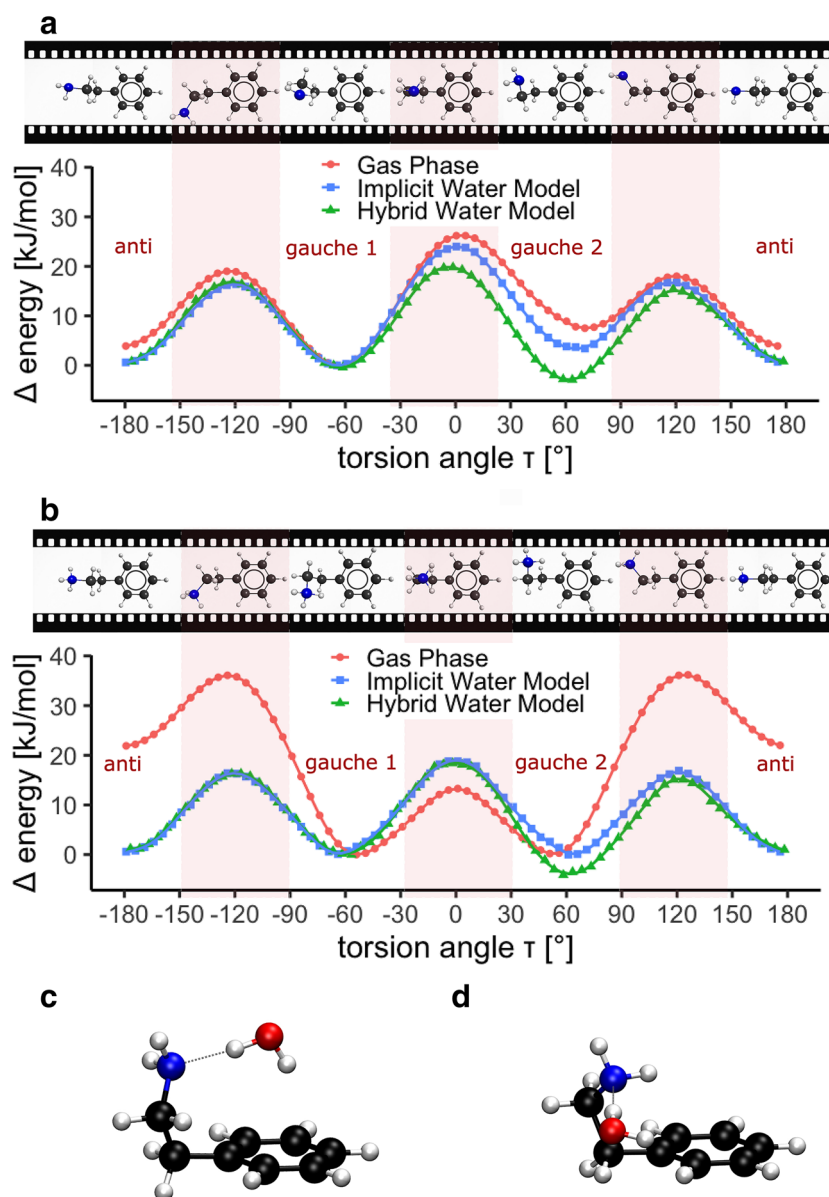 a
40
Gas Phase
30
Implicit Water Model
Hybrid Water Model
anti
gauche 1
gauche 2
anti
20
10
0
Δ energy [kJ/mol]
-180 -150 -120 -90 -60 -30 0 30 60 90 120 150 180
torsion angle τ [°]
b
40
Gas Phase
Implicit Water Model
30
Hybrid Water Model
20
anti
gauche 1
gauche 2
anti
10
0
Δ energy [kJ/mol]
-180 -150 -120 -90 -60 -30 0 30 60 90 120 150 180
torsion angle τ [°]
c
d